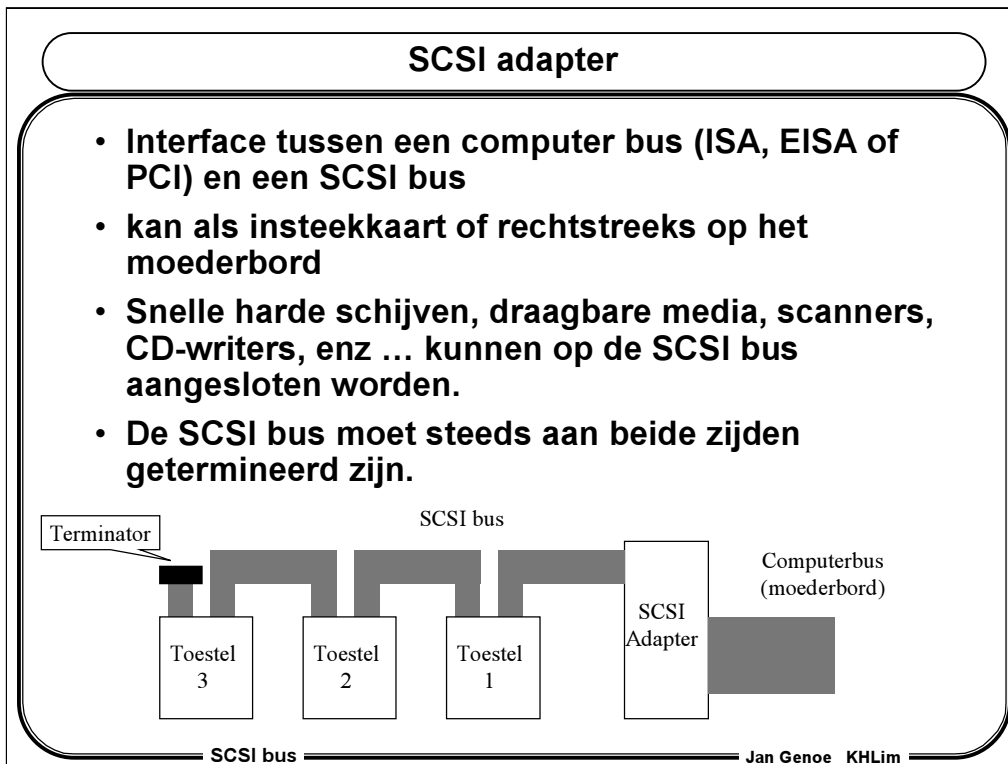 SCSI adapter
• Interface tussen een computer bus (ISA, EISA of
PCI) en een SCSI bus
• kan als insteekkaart of rechtstreeks op het
moederbord
• Snelle harde schijven, draagbare media, scanners,
CD-writers, enz … kunnen op de SCSI bus
aangesloten worden.
• De SCSI bus moet steeds aan beide zijden
getermineerd zijn.
SCSI bus
Terminator
Computerbus
(moederbord)
SCSI
Adapter
Toestel
3
Toestel
2
Toestel
1
SCSI bus
Jan Genoe KHLim